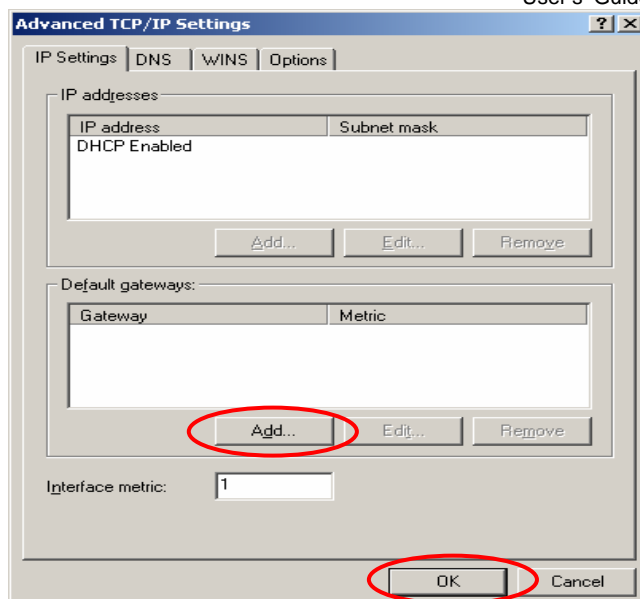 User's Guid
Advanced TCP/IP Settings
IP Settings DNS WINS Options
IP addresses
IP address Subnet mask
DHCP Enabled
Add... Edit... Remove
Default gateways:
Gateway Metric
Add... Edit... Remove
Interface metric: 1
OK Cancel